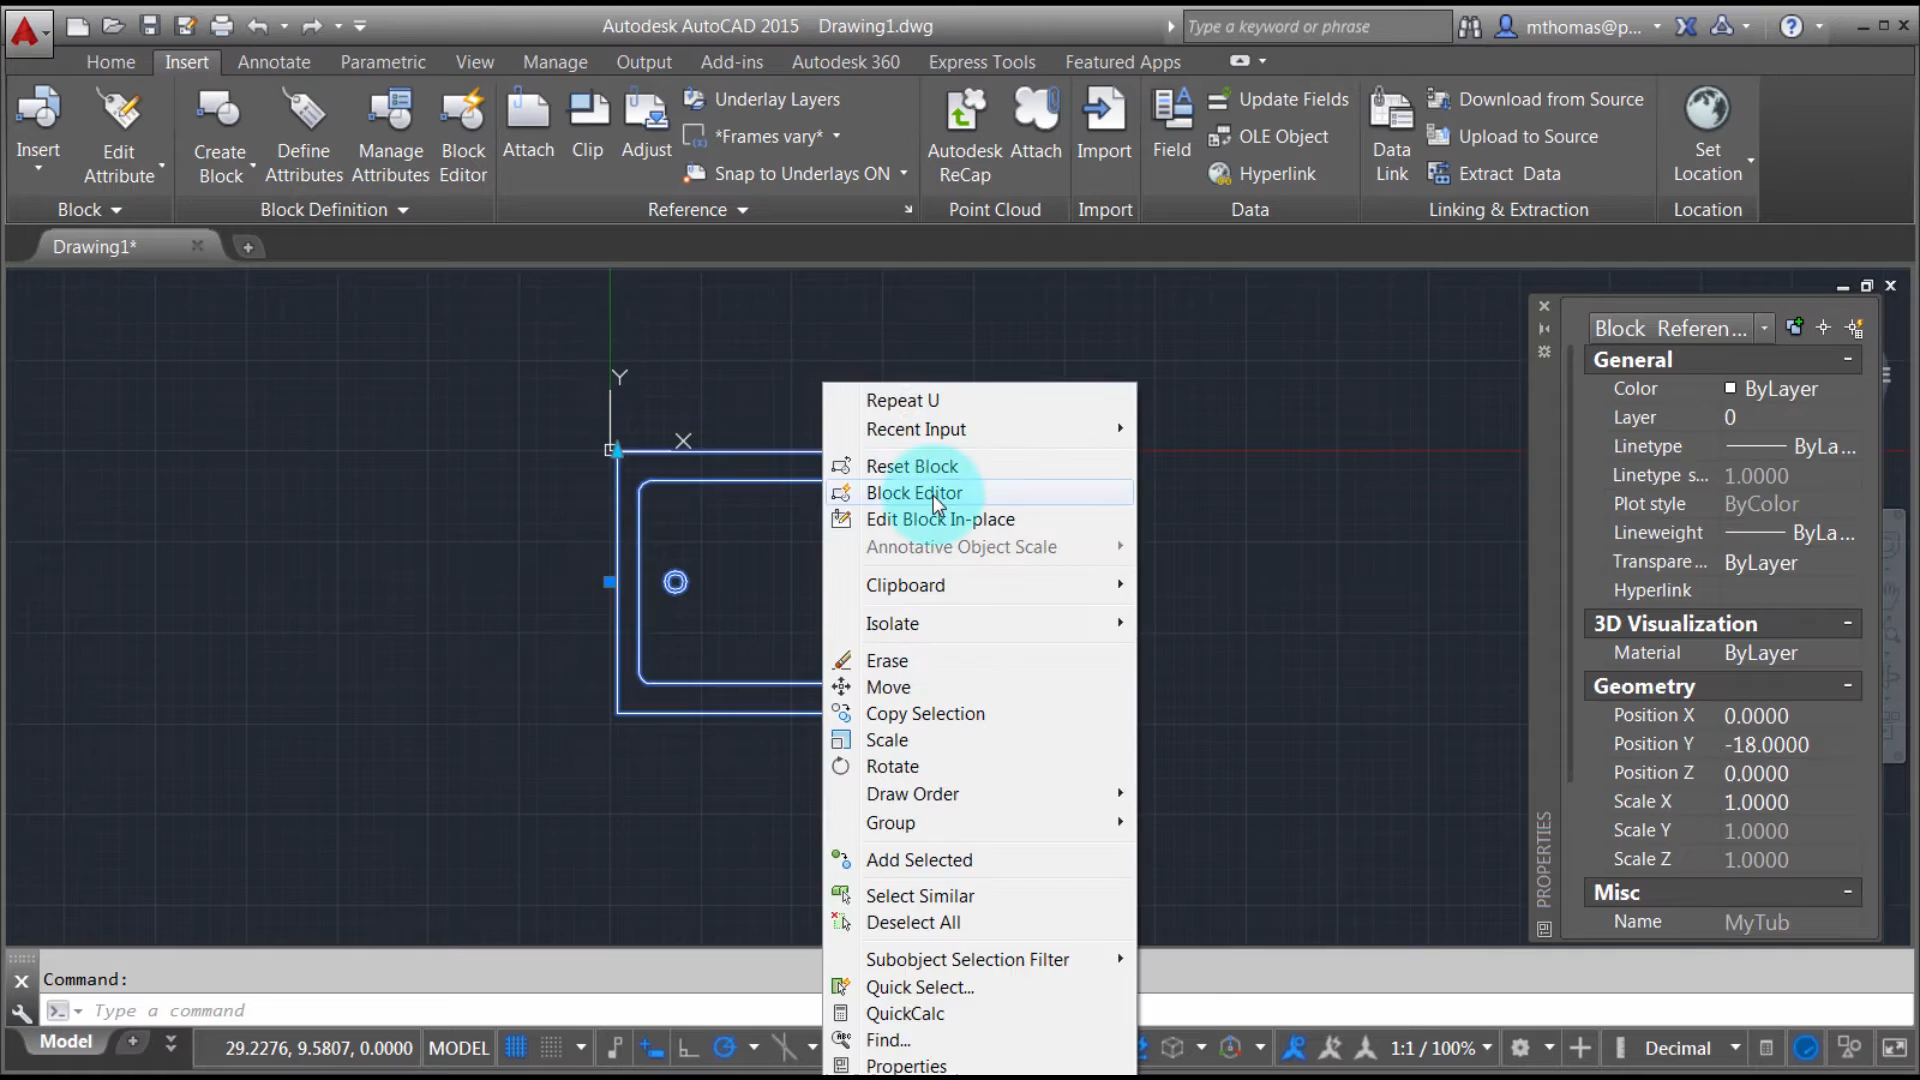 Autodesk AutoCAD 2015 Drawing1.dwg
Type a keyword or phrase
mthomas@p...
Home Insert Annotate Parametric View Manage Output Add-ins Autodesk 360 Express Tools Featured Apps
Insert
Edit Attribute
Create Block
Define Attributes
Manage Attributes
Block Editor
Attach
Clip
Adjust
Underlay Layers
*Frames vary*
Snap to Underlays ON
Autodesk ReCap
Attach
Import
Field
Update Fields
OLE Object
Hyperlink
Data Link
Download from Source
Upload to Source
Extract Data
Set Location
Block
Block Definition
Reference
Point Cloud
Import
Data
Linking & Extraction
Location
Drawing1*
Y
X
Repeat U
Recent Input
Reset Block
Block Editor
Edit Block In-place
Annotative Object Scale
Clipboard
Isolate
Erase
Move
Copy Selection
Scale
Rotate
Draw Order
Group
Add Selected
Select Similar
Deselect All
Subobject Selection Filter
Quick Select...
QuickCalc
Find...
Properties
Block Referen...
General
Color ByLayer
Layer 0
Linetype ByLa...
Linetype s... 1.0000
Plot style ByColor
Lineweight ByLa...
Transpare... ByLayer
Hyperlink
3D Visualization
Material ByLayer
Geometry
Position X 0.0000
Position Y -18.0000
Position Z 0.0000
Scale X 1.0000
Scale Y 1.0000
Scale Z 1.0000
Misc
Name MyTub
PROPERTIES
Command:
Type a command
Model
29.2276, 9.5807, 0.0000 MODEL
1:1 / 100%
Decimal